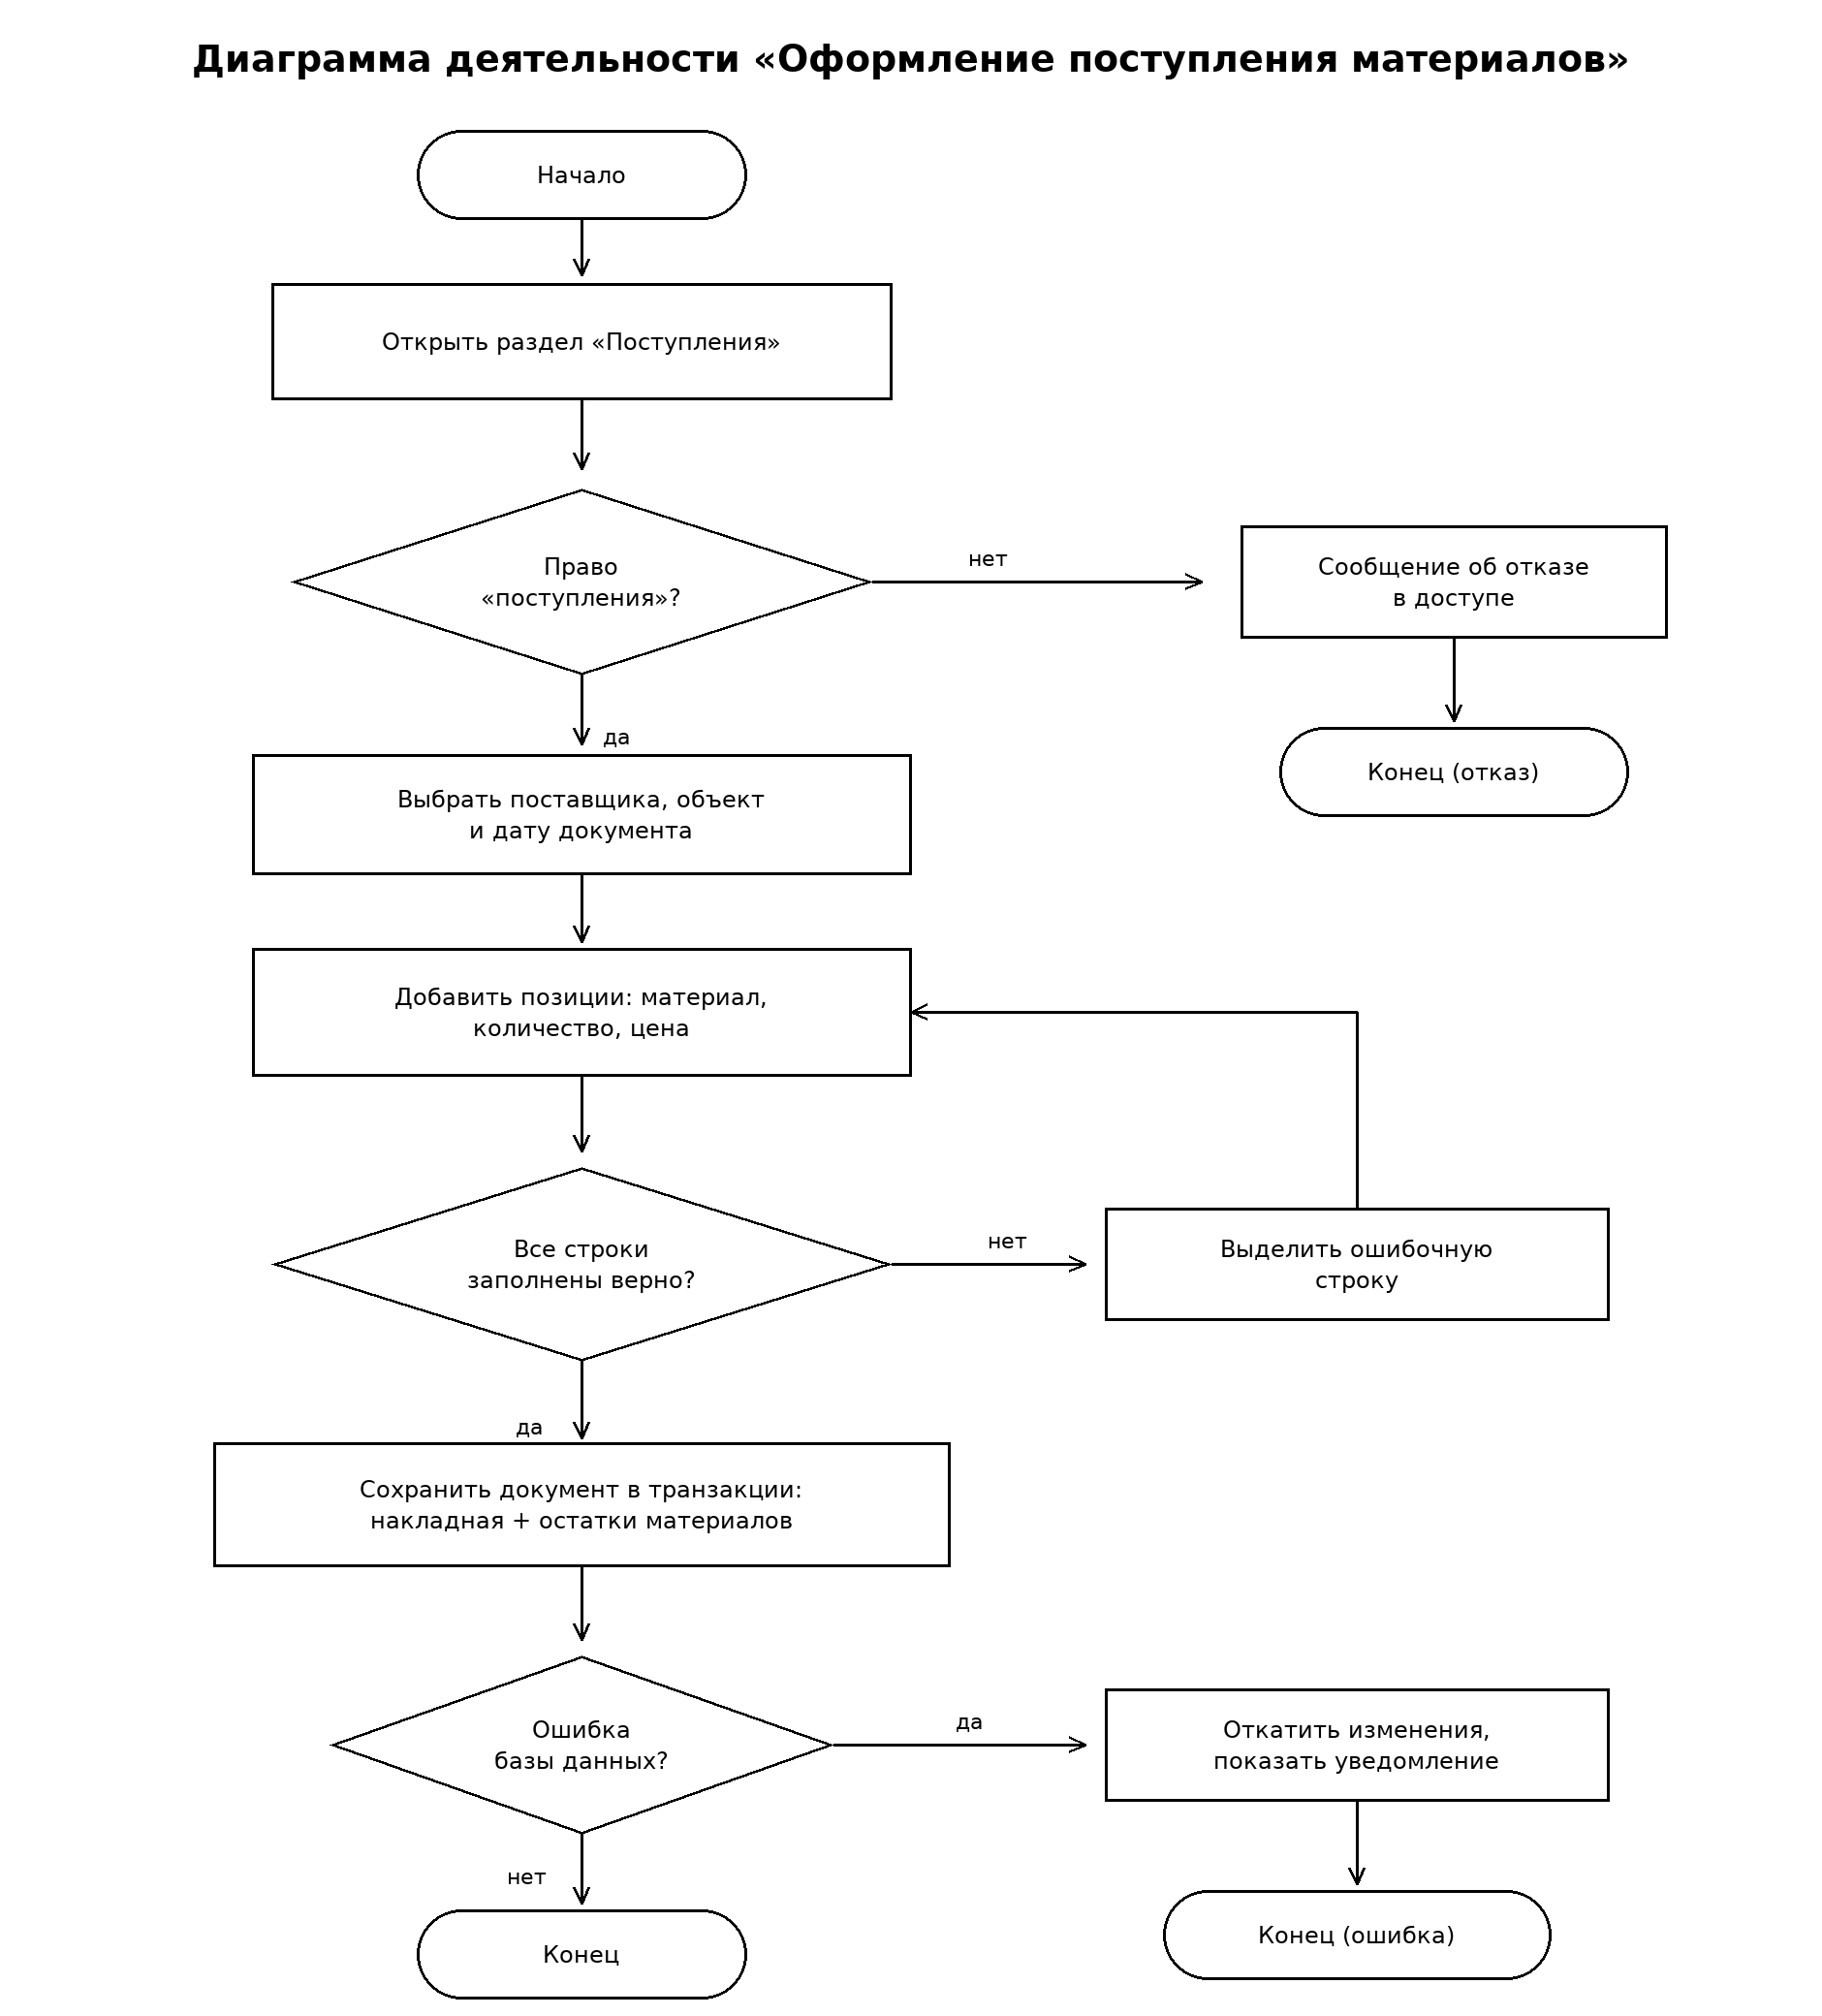 Диаграмма деятельности «Оформление поступления материалов»
Начало
Открыть раздел «Поступления»
Право
«поступления»?
нет
Сообщение об отказе
в доступе
да
Конец (отказ)
Выбрать поставщика, объект
и дату документа
Добавить позиции: материал,
количество, цена
Все строки
заполнены верно?
нет
Выделить ошибочную
строку
да
Сохранить документ в транзакции:
накладная + остатки материалов
Ошибка
базы данных?
да
Откатить изменения,
показать уведомление
нет
Конец
Конец (ошибка)